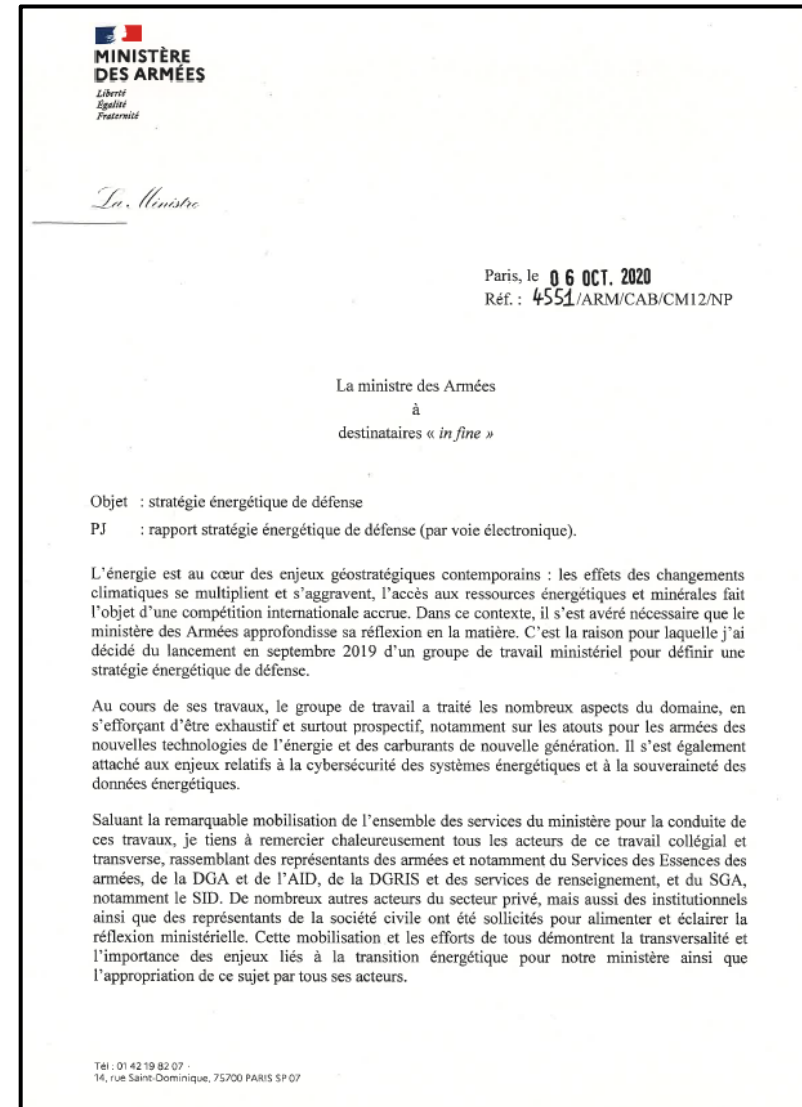 MINISTÈRE
DES ARMÉES
Liberté
Égalité
Fraternité
La Ministre
Paris, le 0 6 OCT. 2020
Réf. : 4551/ARM/CAB/CM12/NP
La ministre des Armées
à
destinataires « in fine »
Objet : stratégie énergétique de défense
PJ : rapport stratégie énergétique de défense (par voie électronique).
L'énergie est au cœur des enjeux géostratégiques contemporains : les effets des changements
climatiques se multiplient et s'aggravent, l'accès aux ressources énergétiques et minérales fait
l'objet d'une compétition internationale accrue. Dans ce contexte, il s'est avéré nécessaire que le
ministère des Armées approfondisse sa réflexion en la matière. C'est la raison pour laquelle j'ai
décidé du lancement en septembre 2019 d'un groupe de travail ministériel pour définir une
stratégie énergétique de défense.
Au cours de ses travaux, le groupe de travail a traité les nombreux aspects du domaine, en
s'efforçant d'être exhaustif et surtout prospectif, notamment sur les atouts pour les armées des
nouvelles technologies de l'énergie et des carburants de nouvelle génération. Il s'est également
attaché aux enjeux relatifs à la cybersécurité des systèmes énergétiques et à la souveraineté des
données énergétiques.
Saluant la remarquable mobilisation de l'ensemble des services du ministère pour la conduite de
ces travaux, je tiens à remercier chaleureusement tous les acteurs de ce travail collégial et
transverse, rassemblant des représentants des armées et notamment du Services des Essences des
armées, de la DGA et de l'AID, de la DGRIS et des services de renseignement, et du SGA,
notamment le SID. De nombreux autres acteurs du secteur privé, mais aussi des institutionnels
ainsi que des représentants de la société civile ont été sollicités pour alimenter et éclairer la
réflexion ministérielle. Cette mobilisation et les efforts de tous démontrent la transversalité et
l'importance des enjeux liés à la transition énergétique pour notre ministère ainsi que
l'appropriation de ce sujet par tous ses acteurs.
Tél : 01 42 19 82 07 -
14, rue Saint-Dominique, 75700 PARIS SP 07